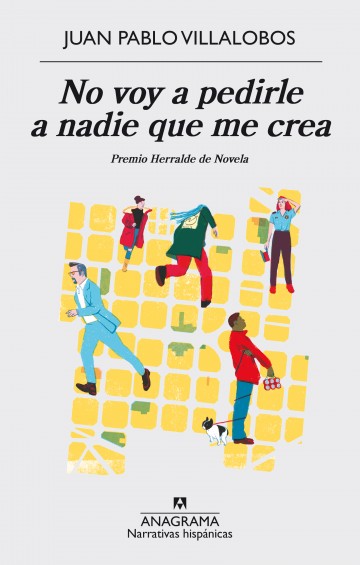 JUAN PABLO VILLALOBOS
No voy a pedirle
a nadie que me crea
Premio Herralde de Novela
ANAGRAMA
Narrativas hispánicas